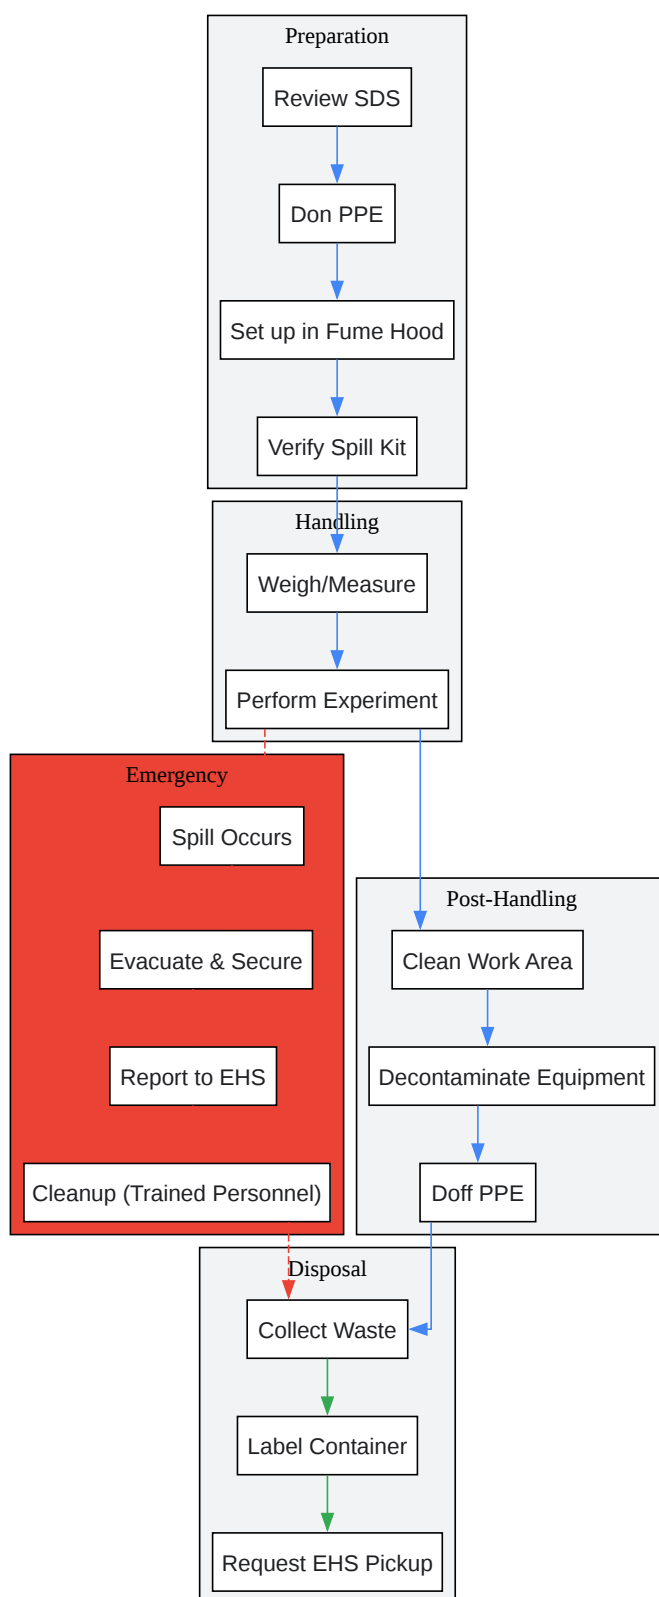 Preparation
Review SDS
Don PPE
Set up in Fume Hood
Verify Spill Kit
Handling
Weigh/Measure
Perform Experiment
Emergency
Spill Occurs
Evacuate & Secure
Report to EHS
Cleanup (Trained Personnel)
Post-Handling
Clean Work Area
Decontaminate Equipment
Doff PPE
Disposal
Collect Waste
Label Container
Request EHS Pickup